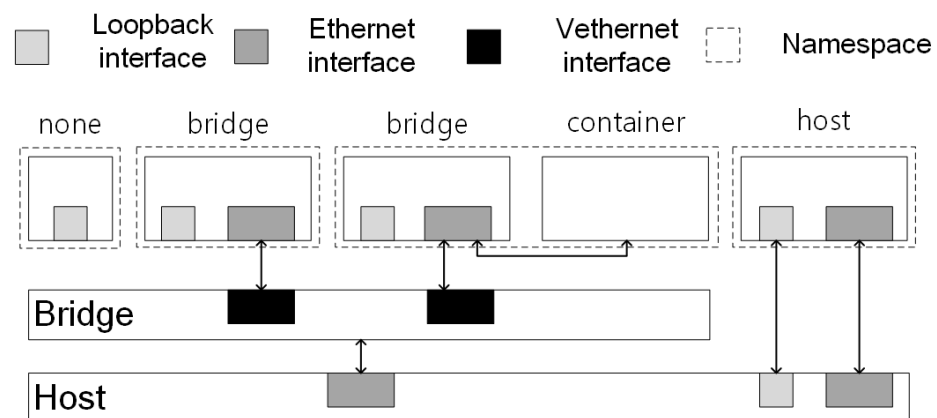 Loopback
interface
Ethernet
interface
Vethernet
interface
Namespace
none
bridge
bridge
container
host
Bridge
Host